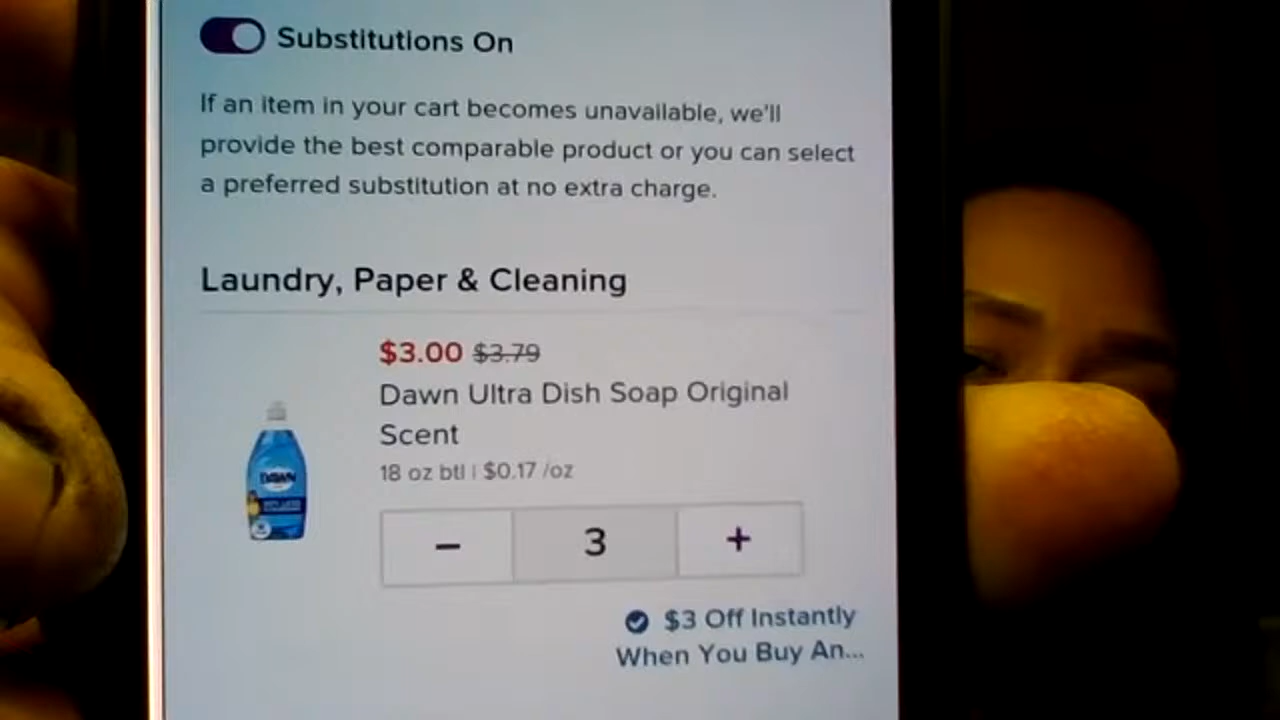 Substitutions On
If an item in your cart becomes unavailable, we'll
provide the best comparable product or you can select
a preferred substitution at no extra charge.
Laundry, Paper & Cleaning
$3.00 $3.79
Dawn Ultra Dish Soap Original
Scent
18 oz btl | $0.17 /oz
DAWN
− 3 +
$3 Off Instantly
When You Buy An...